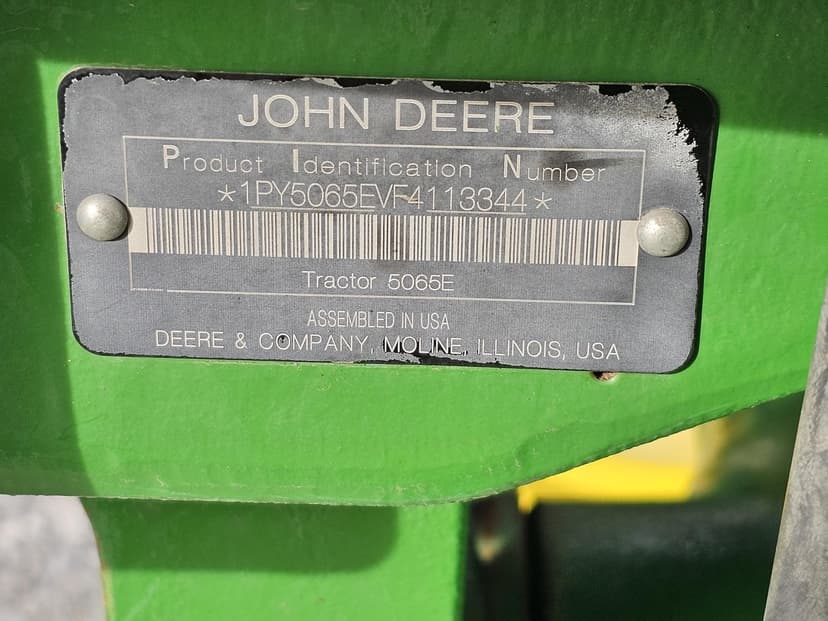 JOHN DEERE
Product Identification Number
*1PY5065EVF4113344*
Tractor 5065E
ASSEMBLED IN USA
DEERE & COMPANY, MOLINE, ILLINOIS, USA